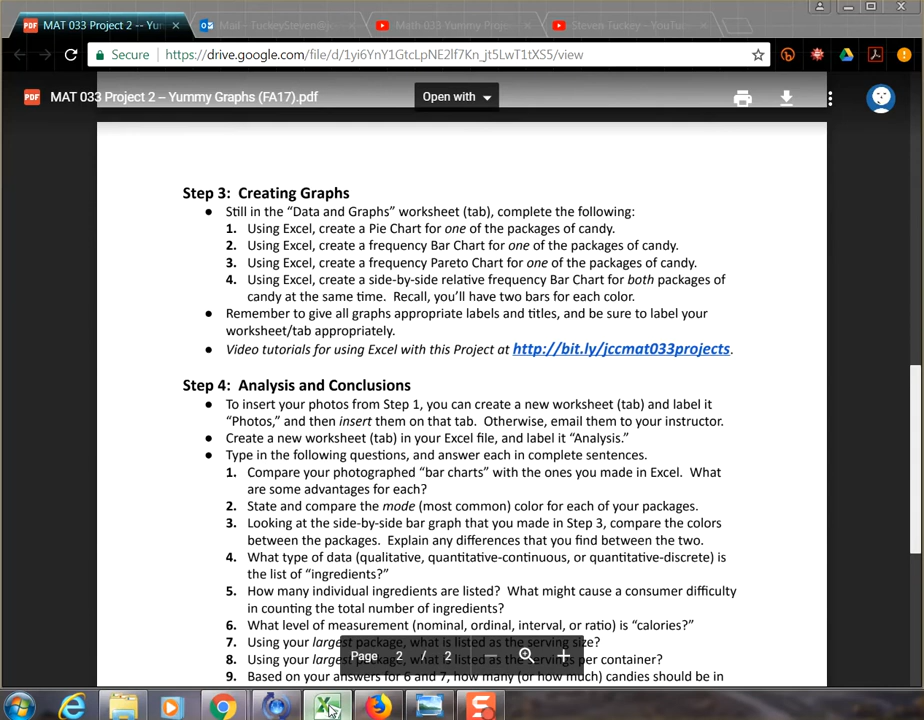 MAT 033 Project 2 -- Yu
Mail - TuckeySteven@j
Math 033 Yummy Proj
Steven Tuckey - YouTu
Secure
https://drive.google.com/file/d/1yi6YnY1GtcLpNE2lf7Kn_jt5LwT1tXS5/view
PDF MAT 033 Project 2 – Yummy Graphs (FA17).pdf
Open with
Step 3: Creating Graphs
● Still in the “Data and Graphs” worksheet (tab), complete the following:
1. Using Excel, create a Pie Chart for one of the packages of candy.
2. Using Excel, create a frequency Bar Chart for one of the packages of candy.
3. Using Excel, create a frequency Pareto Chart for one of the packages of candy.
4. Using Excel, create a side-by-side relative frequency Bar Chart for both packages of
candy at the same time. Recall, you’ll have two bars for each color.
● Remember to give all graphs appropriate labels and titles, and be sure to label your
worksheet/tab appropriately.
● Video tutorials for using Excel with this Project at http://bit.ly/jccmat033projects.
Step 4: Analysis and Conclusions
● To insert your photos from Step 1, you can create a new worksheet (tab) and label it
“Photos,” and then insert them on that tab. Otherwise, email them to your instructor.
● Create a new worksheet (tab) in your Excel file, and label it “Analysis.”
● Type in the following questions, and answer each in complete sentences.
1. Compare your photographed “bar charts” with the ones you made in Excel. What
are some advantages for each?
2. State and compare the mode (most common) color for each of your packages.
3. Looking at the side-by-side bar graph that you made in Step 3, compare the colors
between the packages. Explain any differences that you find between the two.
4. What type of data (qualitative, quantitative-continuous, or quantitative-discrete) is
the list of “ingredients?”
5. How many individual ingredients are listed? What might cause a consumer difficulty
in counting the total number of ingredients?
6. What level of measurement (nominal, ordinal, interval, or ratio) is “calories?”
7. Using your largest package, what is listed as the serving size?
Page 2 / 2
8. Using your largest package, what is listed as the servings per container?
9. Based on your answers for 6 and 7, how many (or how much) candies should be in